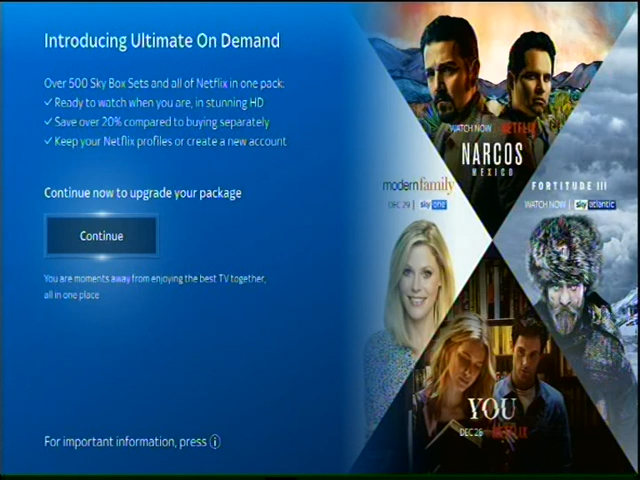 Introducing Ultimate On Demand
Over 500 Sky Box Sets and all of Netflix in one pack:
✓ Ready to watch when you are, in stunning HD
✓ Save over 20% compared to buying separately
✓ Keep your Netflix profiles or create a new account
Continue now to upgrade your package
Continue
You are moments away from enjoying the best TV together,
all in one place
For important information, press i
WATCH NOW NETFLIX
NARCOS
MEXICO
modern family
DEC 29 | sky one
FORTITUDE III
WATCH NOW | sky atlantic
YOU
DEC 26 NETFLIX